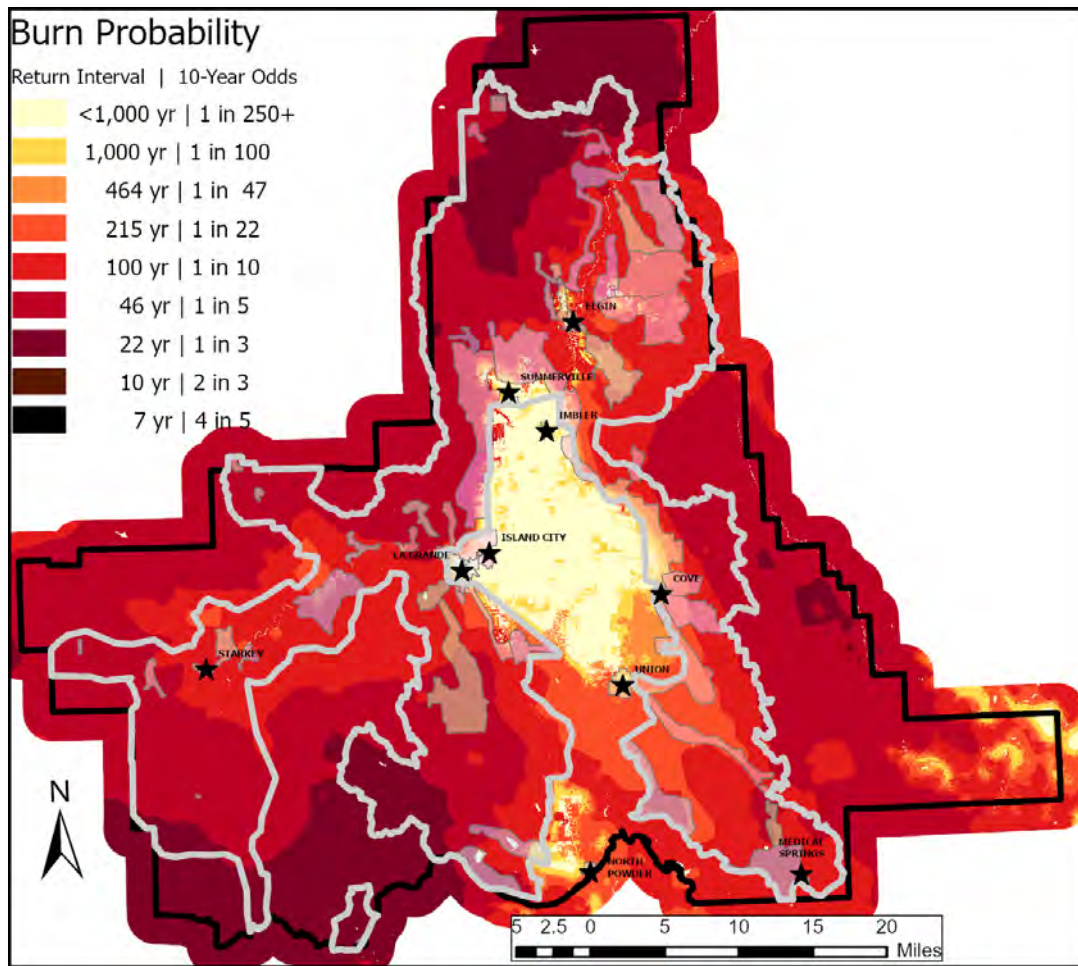 Burn Probability
Return Interval | 10-Year Odds
<1,000 yr | 1 in 250+
1,000 yr | 1 in 100
464 yr | 1 in 47
215 yr | 1 in 22
100 yr | 1 in 10
46 yr | 1 in 5
22 yr | 1 in 3
10 yr | 2 in 3
7 yr | 4 in 5
ELGIN
SUMMERVILLE
IMBLER
ISLAND CITY
LA GRANDE
COVE
STARKEY
UNION
N
MEDICAL
SPRINGS
NORTH
POWDER
5 2.5 0 5 10 15 20
Miles